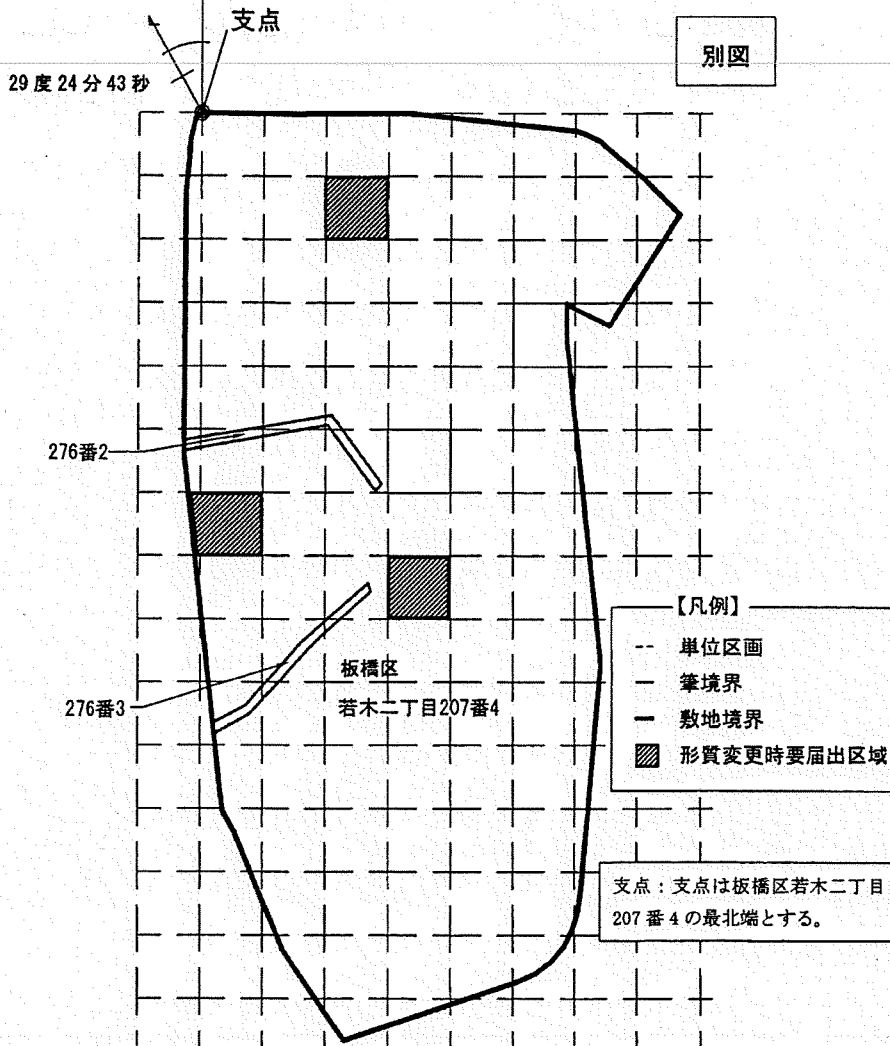 支点
別図
29度24分43秒
276番2
276番3
板橋区
若木二丁目207番4
【凡例】
単位区画
筆境界
敷地境界
形質変更時要届出区域
支点：支点は板橋区若木二丁目
207番4の最北端とする。